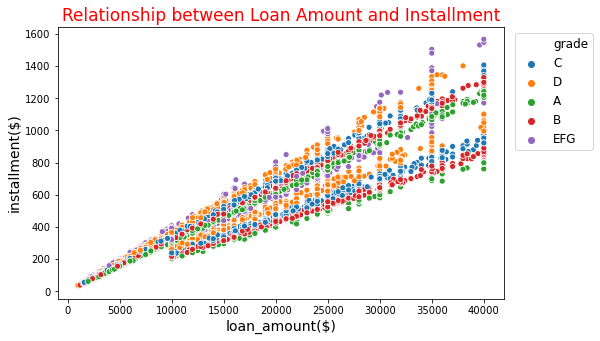 Relationship between Loan Amount and Installment
installment($)
1600
1400
1200
1000
800
600
400
200
0
0 5000 10000 15000 20000 25000 30000 35000 40000
loan_amount($)
grade
C
D
A
B
EFG